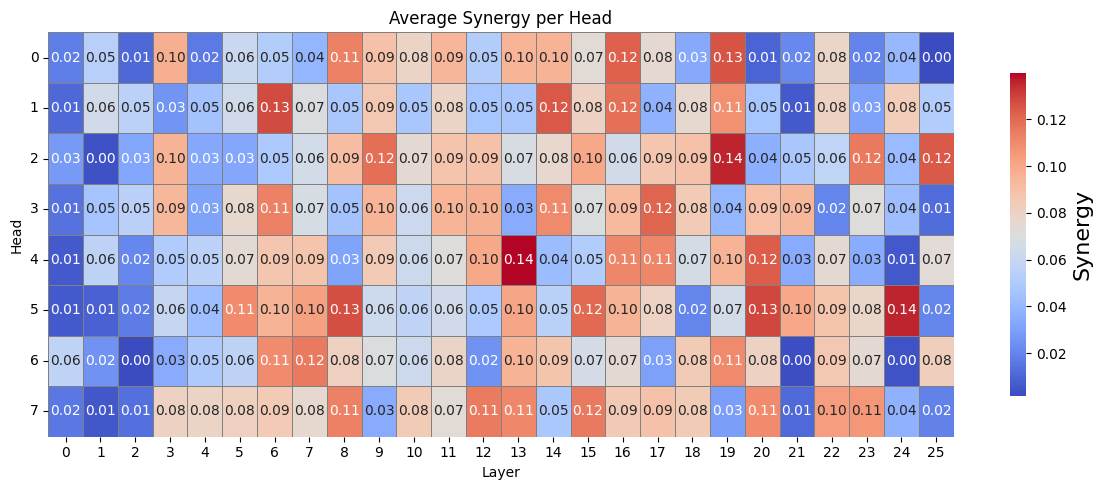 Average Synergy per Head
0 0.02 0.05 0.01 0.10 0.02 0.06 0.05 0.04 0.11 0.09 0.08 0.09 0.05 0.10 0.10 0.07 0.12 0.08 0.03 0.13 0.01 0.02 0.08 0.02 0.04 0.00
1 0.01 0.06 0.05 0.03 0.05 0.06 0.13 0.07 0.05 0.09 0.05 0.08 0.05 0.05 0.12 0.08 0.12 0.04 0.08 0.11 0.05 0.01 0.08 0.03 0.08 0.05
2 0.03 0.00 0.03 0.10 0.03 0.03 0.05 0.06 0.09 0.12 0.07 0.09 0.09 0.07 0.08 0.10 0.06 0.09 0.09 0.14 0.04 0.05 0.06 0.12 0.04 0.12
3 0.01 0.05 0.05 0.09 0.03 0.08 0.11 0.07 0.05 0.10 0.06 0.10 0.10 0.03 0.11 0.07 0.09 0.12 0.08 0.04 0.09 0.09 0.02 0.07 0.04 0.01
4 0.01 0.06 0.02 0.05 0.05 0.07 0.09 0.09 0.03 0.09 0.06 0.07 0.10 0.14 0.04 0.05 0.11 0.11 0.07 0.10 0.12 0.03 0.07 0.03 0.01 0.07
5 0.01 0.01 0.02 0.06 0.04 0.11 0.10 0.10 0.13 0.06 0.06 0.06 0.05 0.10 0.05 0.12 0.10 0.08 0.02 0.07 0.13 0.10 0.09 0.08 0.14 0.02
6 0.06 0.02 0.00 0.03 0.05 0.06 0.11 0.12 0.08 0.07 0.06 0.08 0.02 0.10 0.09 0.07 0.07 0.03 0.08 0.11 0.08 0.00 0.09 0.07 0.00 0.08
7 0.02 0.01 0.01 0.08 0.08 0.08 0.09 0.08 0.11 0.03 0.08 0.07 0.11 0.11 0.05 0.12 0.09 0.09 0.08 0.03 0.11 0.01 0.10 0.11 0.04 0.02
0 1 2 3 4 5 6 7 8 9 10 11 12 13 14 15 16 17 18 19 20 21 22 23 24 25
Layer
Head
0.12
0.10
0.08
0.06
0.04
0.02
Synergy